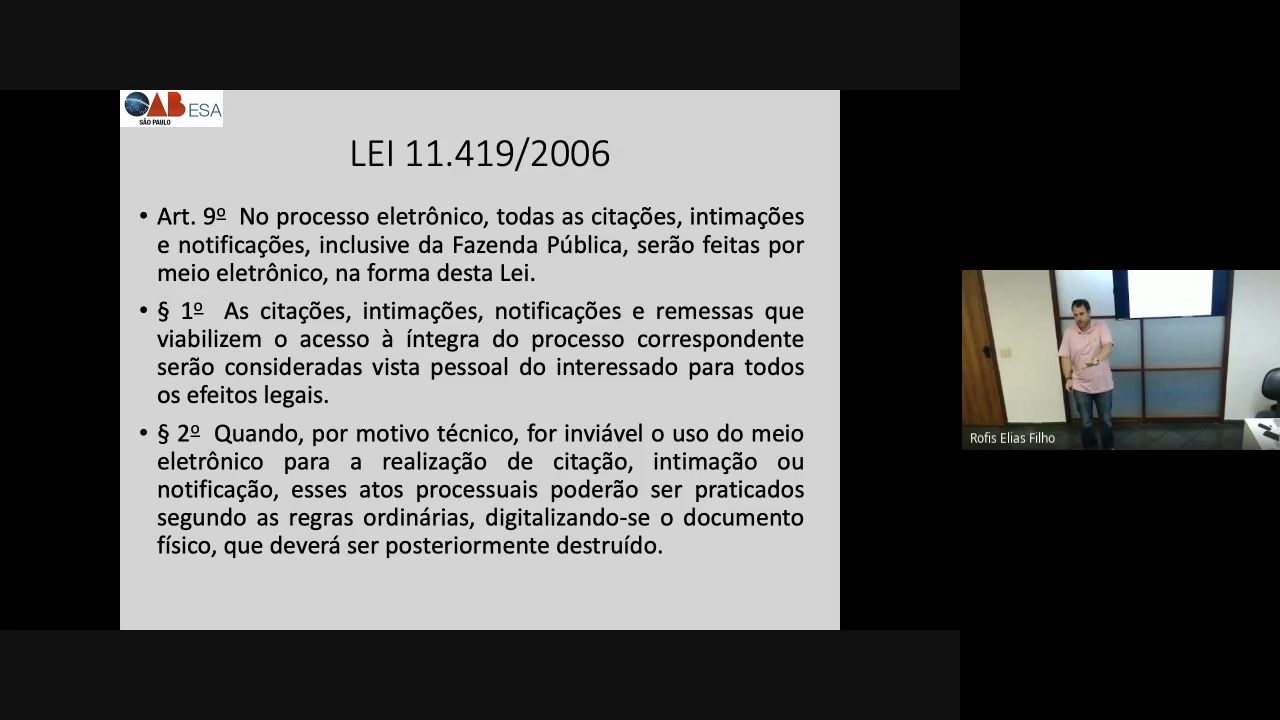 OAB ESA
SÃO PAULO
LEI 11.419/2006
• Art. 9º No processo eletrônico, todas as citações, intimações
e notificações, inclusive da Fazenda Pública, serão feitas por
meio eletrônico, na forma desta Lei.
• § 1º As citações, intimações, notificações e remessas que
viabilizem o acesso à íntegra do processo correspondente
serão consideradas vista pessoal do interessado para todos
os efeitos legais.
• § 2º Quando, por motivo técnico, for inviável o uso do meio
eletrônico para a realização de citação, intimação ou
notificação, esses atos processuais poderão ser praticados
segundo as regras ordinárias, digitalizando-se o documento
físico, que deverá ser posteriormente destruído.
Rofis Elias Filho